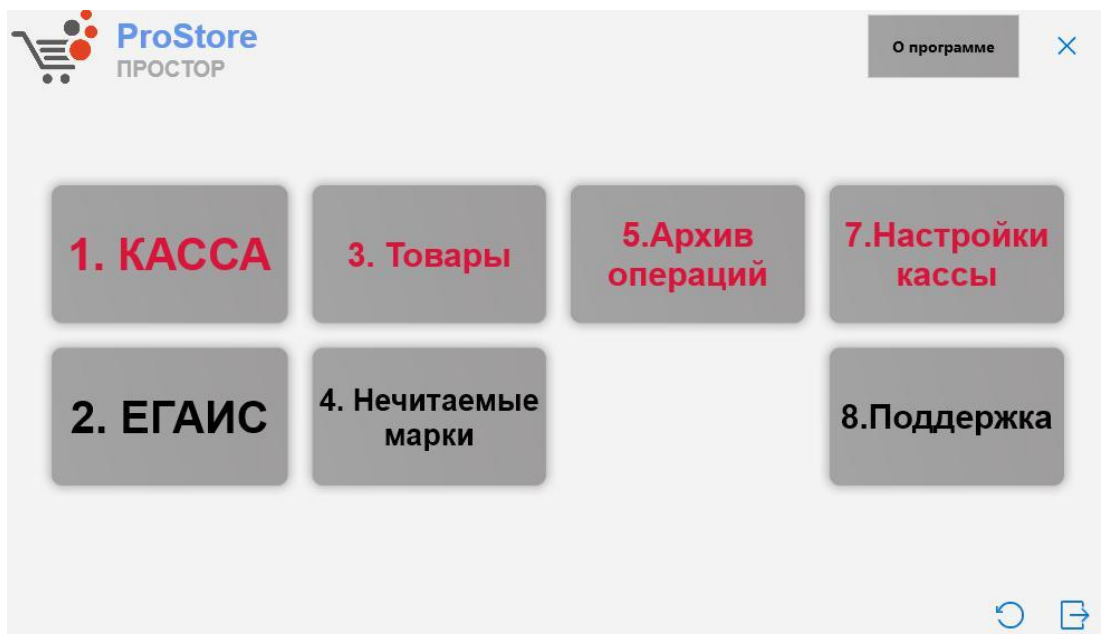 ProStore
ПРОСТОР
О программе
1. КАССА
3. Товары
5.Архив
операций
7.Настройки
кассы
2. ЕГАИС
4. Нечитаемые
марки
8.Поддержка